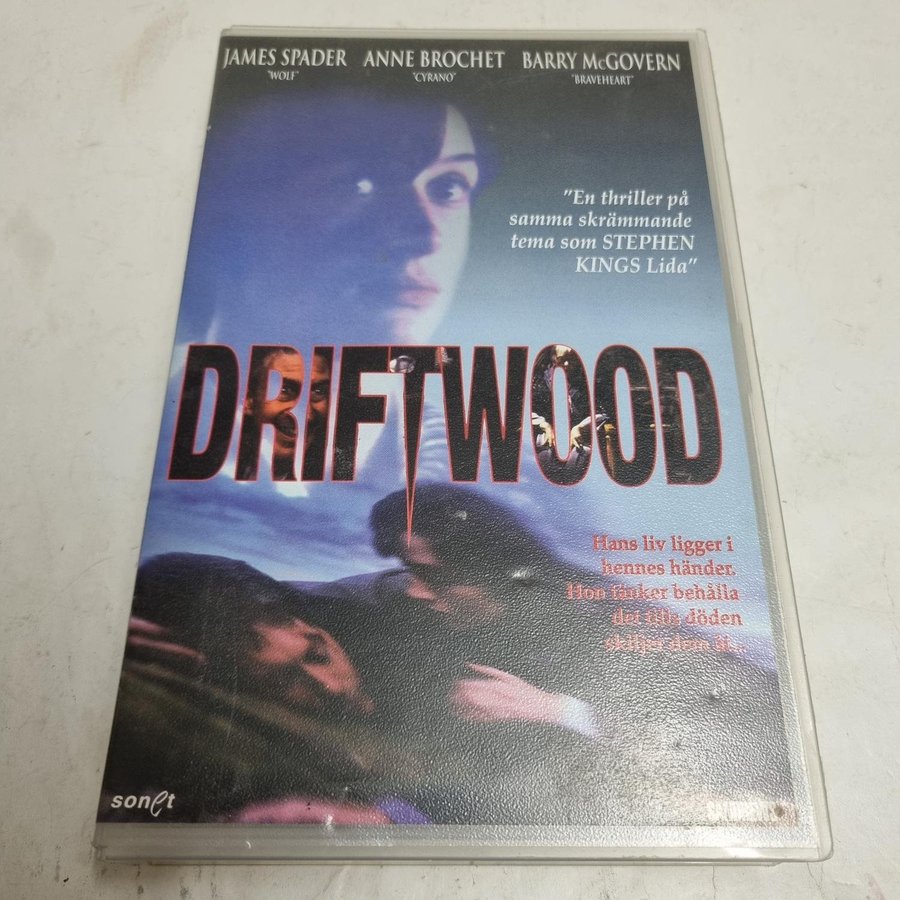 JAMES SPADER ANNE BROCHET BARRY McGOVERN
"WOLF" "CYRANO" "BRAVEHEART"
"En thriller på
samma skrämmande
tema som STEPHEN
KINGS Lida"
DRIFTWOOD
Hans liv ligger i
hennes händer.
Hon tänker behålla
det tills döden
skiljer dem åt...
sonet